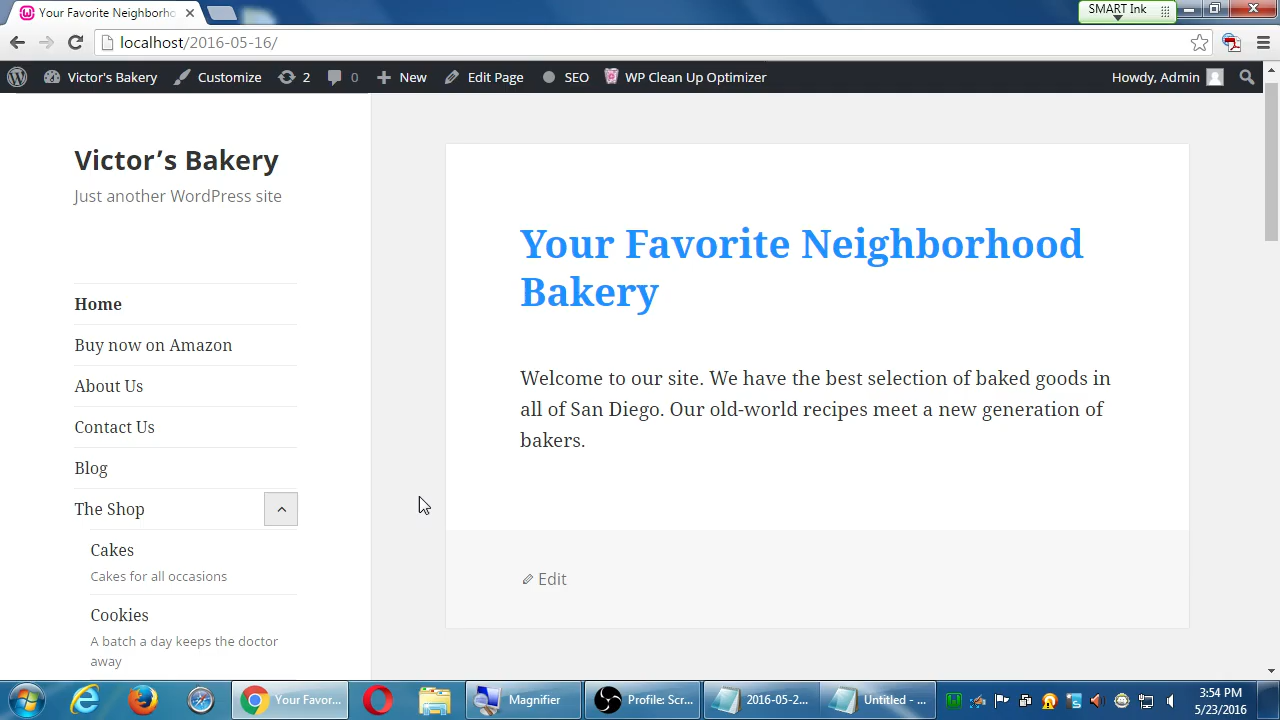 Your Favorite Neighborho
SMART Ink
localhost/2016-05-16/
Victor's Bakery Customize 2 0 New Edit Page SEO WP Clean Up Optimizer Howdy, Admin
Victor's Bakery
Just another WordPress site
Home
Buy now on Amazon
About Us
Contact Us
Blog
The Shop
Cakes
Cakes for all occasions
Cookies
A batch a day keeps the doctor
away
Your Favorite Neighborhood
Bakery
Welcome to our site. We have the best selection of baked goods in
all of San Diego. Our old-world recipes meet a new generation of
bakers.
Edit
Your Favor... Magnifier Profile: Scr... 2016-05-2... Untitled - ...
3:54 PM
5/23/2016